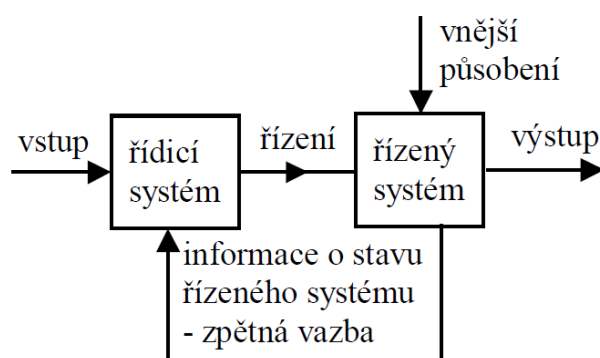 vnější
působení
vstup
řídicí
systém
řízení
řízený
systém
výstup
informace o stavu
řízeného systému
- zpětná vazba